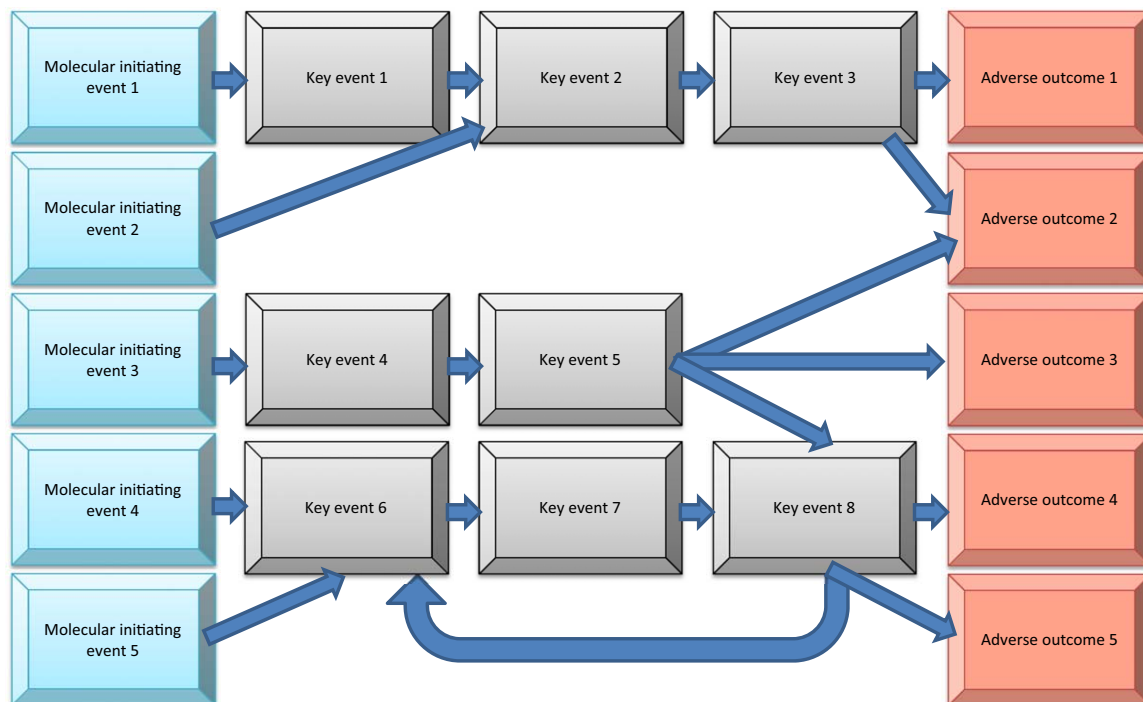 Molecular initiating
event 1
Key event 1
Key event 2
Key event 3
Adverse outcome 1
Molecular initiating
event 2
Adverse outcome 2
Molecular initiating
event 3
Key event 4
Key event 5
Adverse outcome 3
Molecular initiating
event 4
Key event 6
Key event 7
Key event 8
Adverse outcome 4
Molecular initiating
event 5
Adverse outcome 5